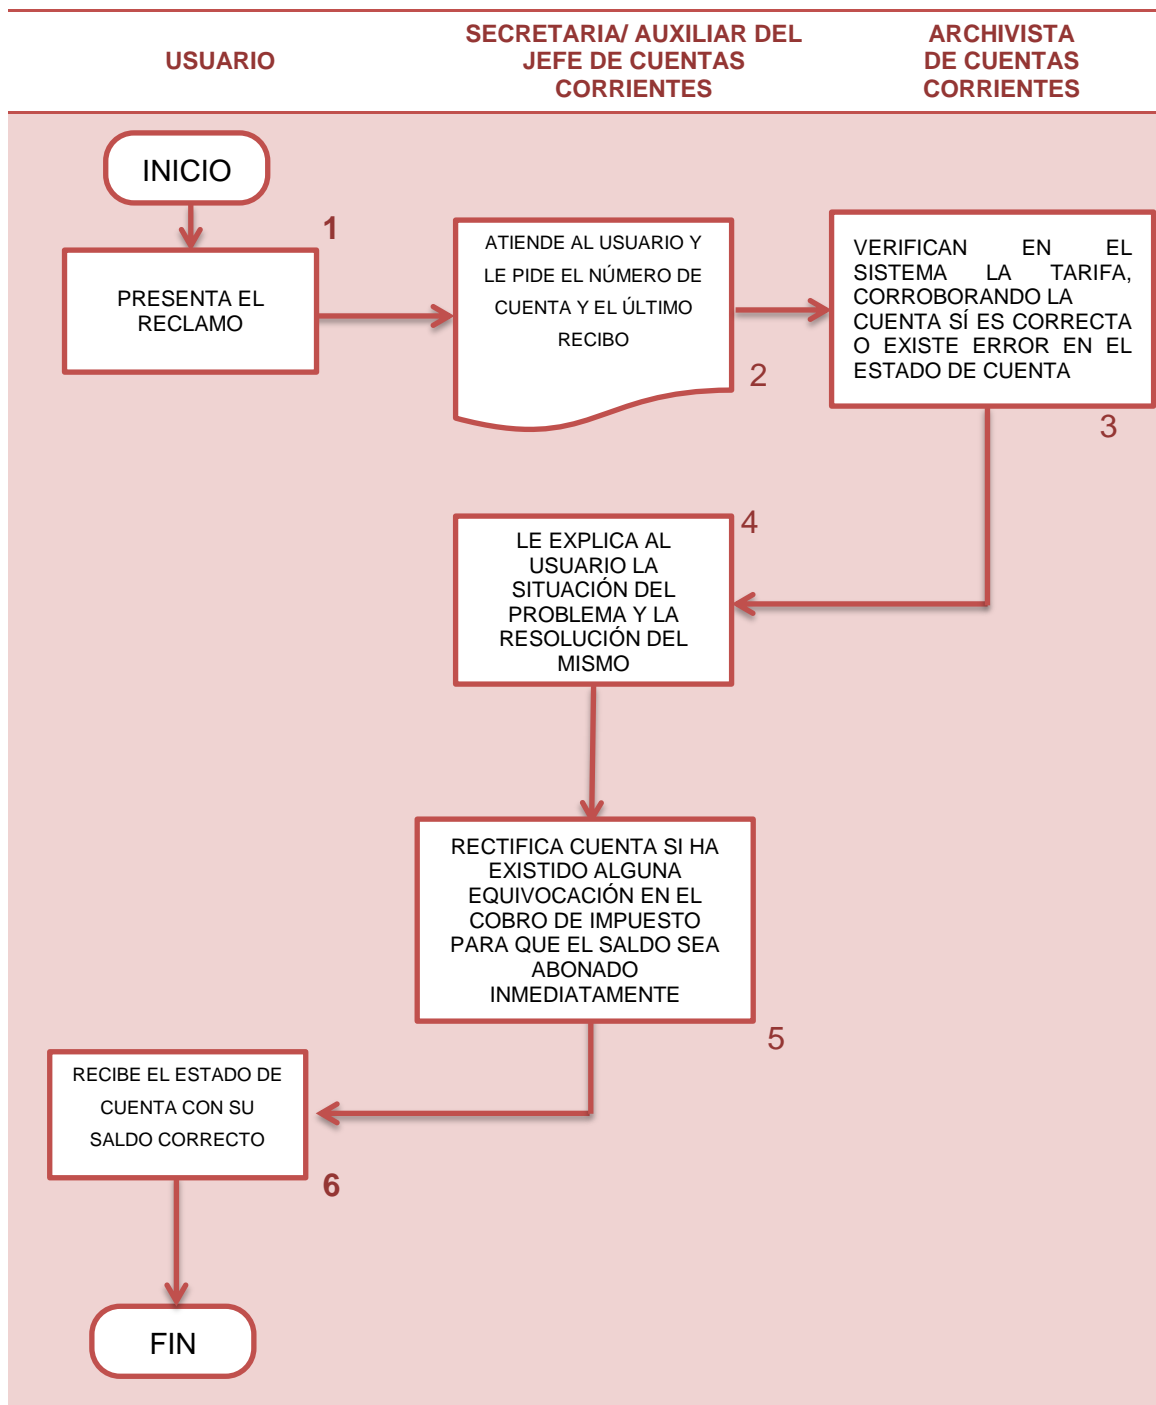 USUARIO
SECRETARIA/ AUXILIAR DEL
JEFE DE CUENTAS
CORRIENTES
ARCHIVISTA
DE CUENTAS
CORRIENTES
INICIO
1
PRESENTA EL
RECLAMO
ATIENDE AL USUARIO Y
LE PIDE EL NÚMERO DE
CUENTA Y EL ÚLTIMO
RECIBO
2
VERIFICAN EN EL
SISTEMA LA TARIFA,
CORROBORANDO LA
CUENTA SÍ ES CORRECTA
O EXISTE ERROR EN EL
ESTADO DE CUENTA
3
4
LE EXPLICA AL
USUARIO LA
SITUACIÓN DEL
PROBLEMA Y LA
RESOLUCIÓN DEL
MISMO
RECTIFICA CUENTA SI HA
EXISTIDO ALGUNA
EQUIVOCACIÓN EN EL
COBRO DE IMPUESTO
PARA QUE EL SALDO SEA
ABONADO
INMEDIATAMENTE
5
RECIBE EL ESTADO DE
CUENTA CON SU
SALDO CORRECTO
6
FIN